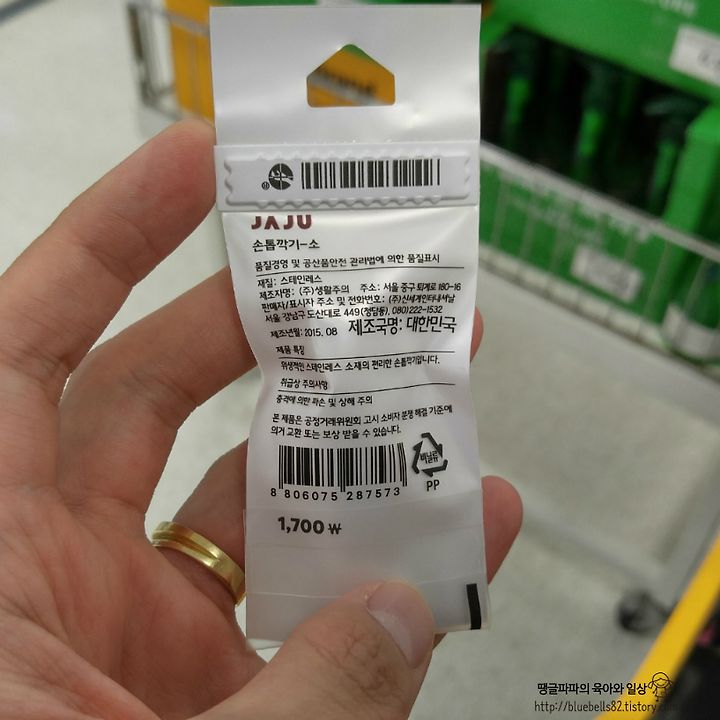 JAJU
손톱깍기-소
품질경영 및 공산품안전 관리법에 의한 품질표시
재질: 스테인레스
제조자명: (주)생활주의 주소: 서울 중구 퇴계로 180-16
판매자/표시자 주소 및 전화번호: (주)신세계인터내셔날
서울 강남구 도산대로 449(청담동), 080)222-1532
제조년월: 2015. 08 제조국명: 대한민국
제품 특징
위생적인 스테인레스 소재의 편리한 손톱깍기입니다.
취급상 주의사항
충격에 의한 파손 및 상해 주의
본 제품은 공정거래위원회 고시 소비자 분쟁 해결 기준에
의거 교환 또는 보상 받을 수 있습니다.
비닐류
PP
8 806075 287573
1,700 ₩
땡글파파의 육아와 일상
http://bluebells82.tistory.com